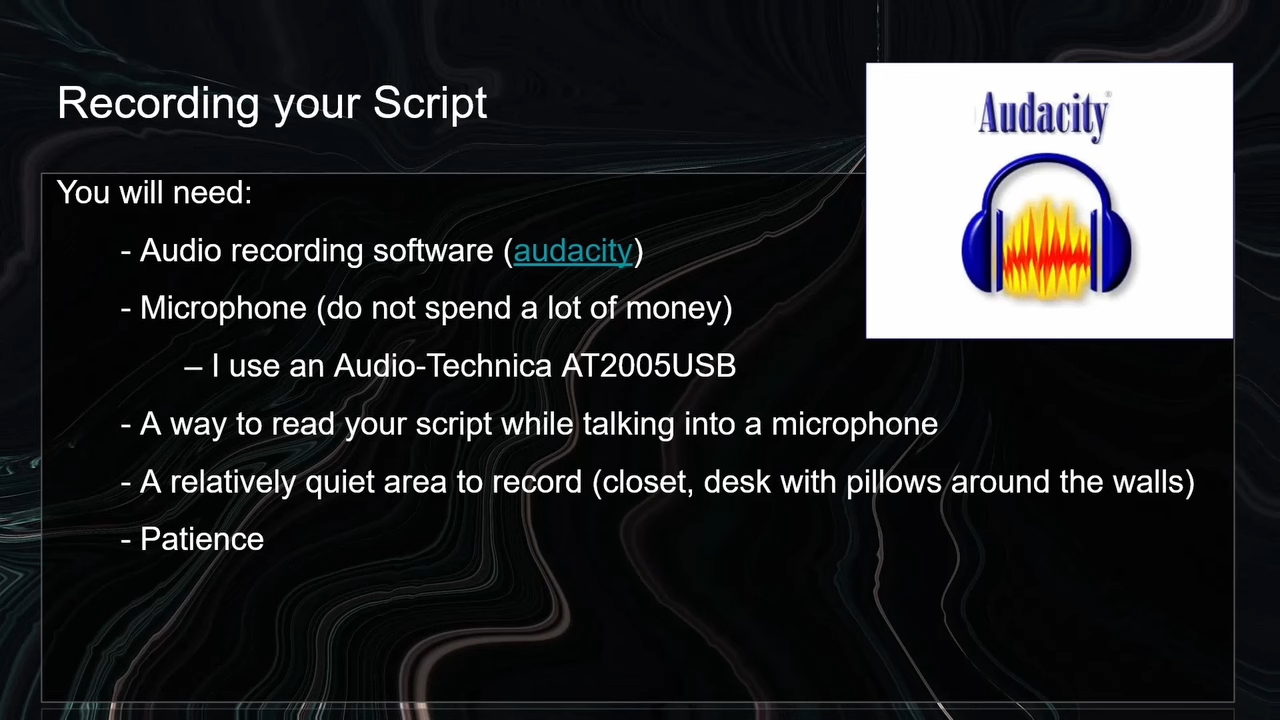 Recording your Script
Audacity®
You will need:
- Audio recording software (audacity)
- Microphone (do not spend a lot of money)
– I use an Audio-Technica AT2005USB
- A way to read your script while talking into a microphone
- A relatively quiet area to record (closet, desk with pillows around the walls)
- Patience